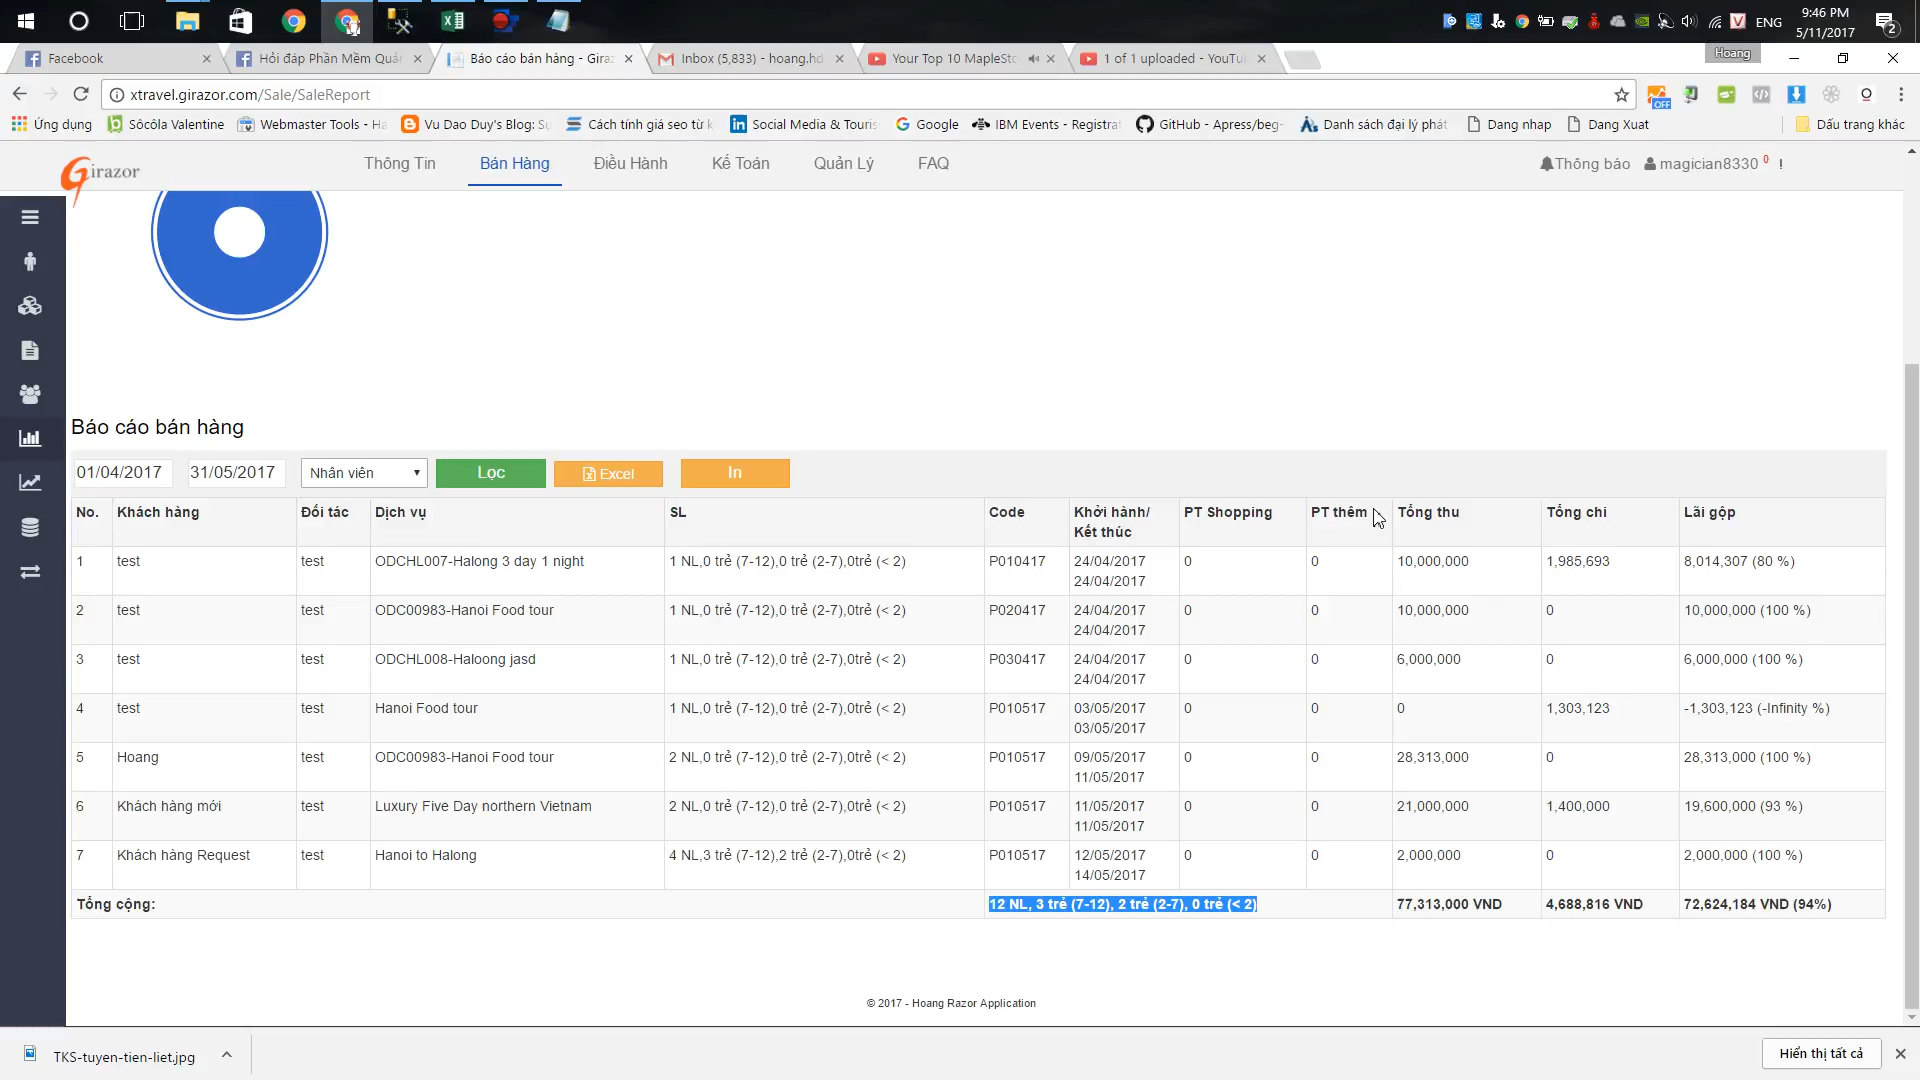 ENG
9:46 PM
5/11/2017
2
Facebook
Hỏi đáp Phần Mềm Quả
Báo cáo bán hàng - Giraz
Inbox (5,833) - hoang.hd
Your Top 10 MapleSto
1 of 1 uploaded - YouTu
Hoang
xtravel.girazor.com/Sale/SaleReport
OFF
Ứng dụng
Sôcôla Valentine
Webmaster Tools - Ha
Vu Dao Duy's Blog: Su
Cách tính giá seo từ k
Social Media & Touris
Google
IBM Events - Registrat
GitHub - Apress/beg-
Danh sách đại lý phát
Dang nhap
Dang Xuat
Dấu trang khác
Girazor
Thông Tin
Bán Hàng
Điều Hành
Kế Toán
Quản Lý
FAQ
Thông báo
magician8330 0 !
Báo cáo bán hàng
01/04/2017
31/05/2017
Nhân viên
Lọc
Excel
In
No. Khách hàng Đối tác Dịch vụ SL Code Khởi hành/ PT Shopping PT thêm Tổng thu Tổng chi Lãi gộp
Kết thúc
1 test test ODCHL007-Halong 3 day 1 night 1 NL,0 trẻ (7-12),0 trẻ (2-7),0trẻ (< 2) P010417 24/04/2017 0 0 10,000,000 1,985,693 8,014,307 (80 %)
24/04/2017
2 test test ODC00983-Hanoi Food tour 1 NL,0 trẻ (7-12),0 trẻ (2-7),0trẻ (< 2) P020417 24/04/2017 0 0 10,000,000 0 10,000,000 (100 %)
24/04/2017
3 test test ODCHL008-Haloong jasd 1 NL,0 trẻ (7-12),0 trẻ (2-7),0trẻ (< 2) P030417 24/04/2017 0 0 6,000,000 0 6,000,000 (100 %)
24/04/2017
4 test test Hanoi Food tour 1 NL,0 trẻ (7-12),0 trẻ (2-7),0trẻ (< 2) P010517 03/05/2017 0 0 0 1,303,123 -1,303,123 (-Infinity %)
03/05/2017
5 Hoang test ODC00983-Hanoi Food tour 2 NL,0 trẻ (7-12),0 trẻ (2-7),0trẻ (< 2) P010517 09/05/2017 0 0 28,313,000 0 28,313,000 (100 %)
11/05/2017
6 Khách hàng mới test Luxury Five Day northern Vietnam 2 NL,0 trẻ (7-12),0 trẻ (2-7),0trẻ (< 2) P010517 11/05/2017 0 0 21,000,000 1,400,000 19,600,000 (93 %)
11/05/2017
7 Khách hàng Request test Hanoi to Halong 4 NL,3 trẻ (7-12),2 trẻ (2-7),0trẻ (< 2) P010517 12/05/2017 0 0 2,000,000 0 2,000,000 (100 %)
14/05/2017
Tổng cộng: 12 NL, 3 trẻ (7-12), 2 trẻ (2-7), 0 trẻ (< 2) 77,313,000 VND 4,688,816 VND 72,624,184 VND (94%)
© 2017 - Hoang Razor Application
TKS-tuyen-tien-liet.jpg
Hiển thị tất cả